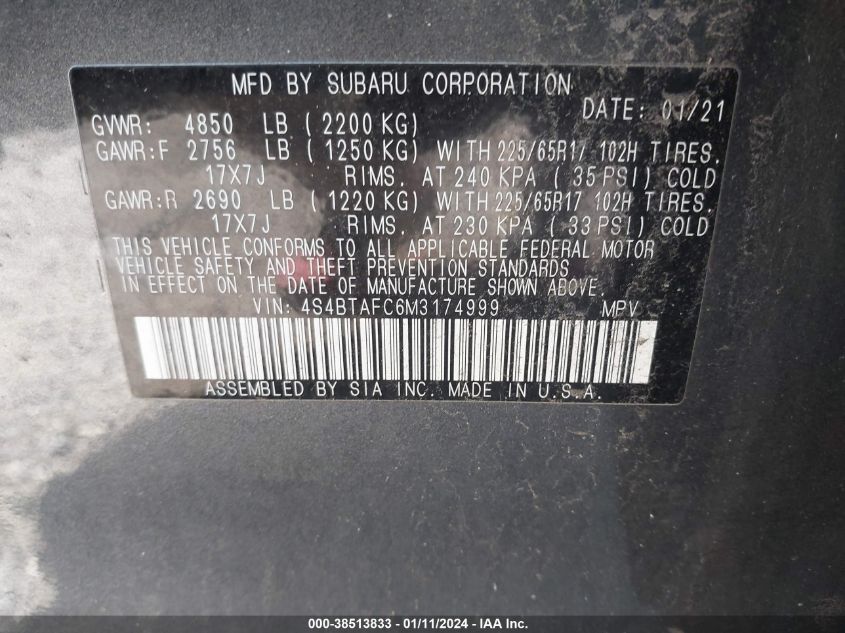 MFD BY SUBARU CORPORATION
DATE: 01/21
GVWR: 4850 LB ( 2200 KG)
GAWR:F 2756 LB ( 1250 KG) WITH 225/65R17 102H TIRES.
17X7J RIMS. AT 240 KPA ( 35 PSI) COLD
GAWR:R 2690 LB ( 1220 KG) WITH 225/65R17 102H TIRES.
17X7J RIMS. AT 230 KPA ( 33 PSI) COLD
THIS VEHICLE CONFORMS TO ALL APPLICABLE FEDERAL MOTOR
VEHICLE SAFETY AND THEFT PREVENTION STANDARDS
IN EFFECT ON THE DATE OF MANUFACTURE SHOWN ABOVE.
VIN: 4S4BTAFC6M3174999 MPV
ASSEMBLED BY SIA INC. MADE IN U.S.A.
000-38513833 - 01/11/2024 - IAA Inc.